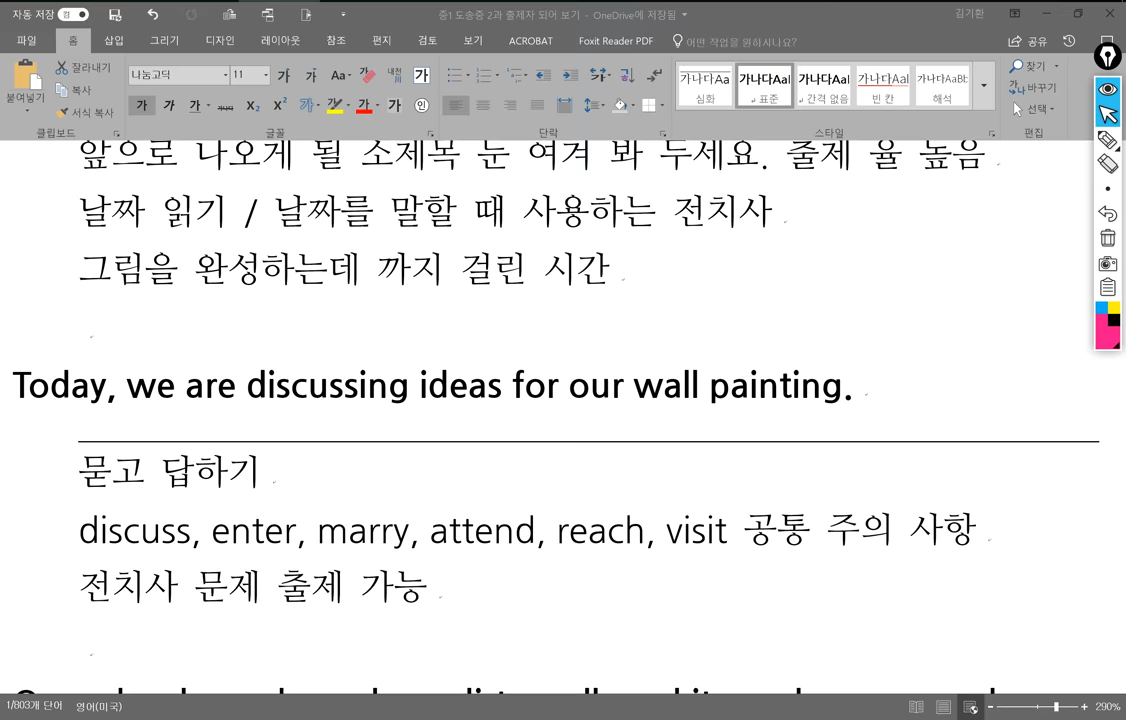 자동 저장 켬 중1 도송중 2과 출제자 되어 보기 - OneDrive에 저장됨 김기환
파일 홈 삽입 그리기 디자인 레이아웃 참조 편지 검토 보기 ACROBAT Foxit Reader PDF 어떤 작업을 원하시나요? 공유
붙여넣기 잘라내기 복사 서식 복사
나눔고딕 11
가나다Aa 심화 가나다Aal 표준 가나다Aal 간격 없음 가나다Aal 빈 칸 가나다AaBb 해석
찾기 바꾸기 선택
클립보드 글꼴 단락 스타일 편집
앞으로 나오게 될 소제목 눈 여겨 봐 두세요. 출제 율 높음
날짜 읽기 / 날짜를 말할 때 사용하는 전치사
그림을 완성하는데 까지 걸린 시간
Today, we are discussing ideas for our wall painting.
묻고 답하기
discuss, enter, marry, attend, reach, visit 공통 주의 사항
전치사 문제 출제 가능
1/803개 단어 영어(미국) 290%